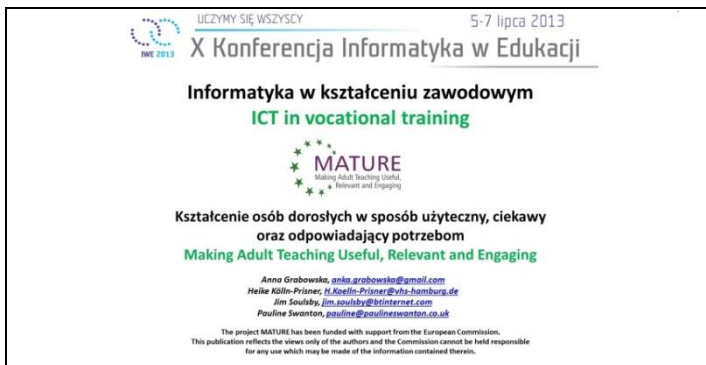 UCZYMY SIĘ WSZYSCY
5-7 lipca 2013
IWE 2013
X Konferencja Informatyka w Edukacji
Informatyka w kształceniu zawodowym
ICT in vocational training
MATURE
Making Adult Teaching Useful,
Relevant and Engaging
Kształcenie osób dorosłych w sposób użyteczny, ciekawy
oraz odpowiadający potrzebom
Making Adult Teaching Useful, Relevant and Engaging
Anna Grabowska, anka.grabowska@gmail.com
Heike Kölln-Prisner, H.Koelln-Prisner@vhs-hamburg.de
Jim Soulsby, jim.soulsby@btinternet.com
Pauline Swanton, pauline@paulineswanton.co.uk
The project MATURE has been funded with support from the European Commission.
This publication reflects the views only of the authors and the Commission cannot be held responsible
for any use which may be made of the information contained therein.